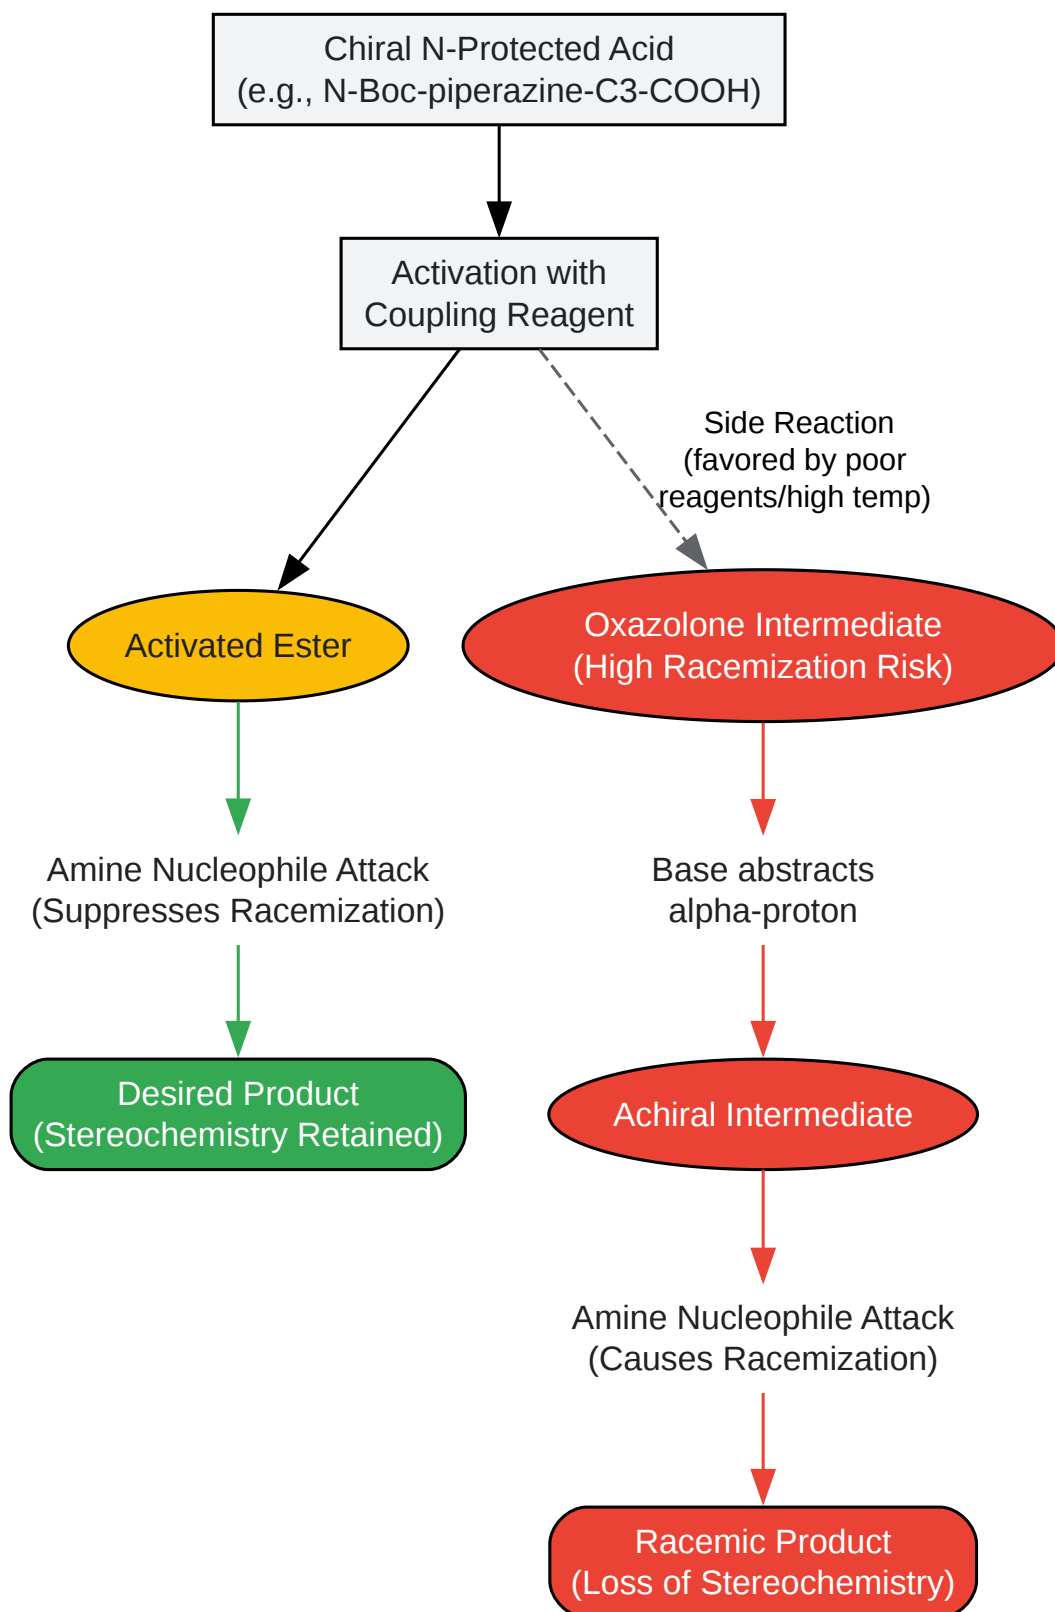 Chiral N-Protected Acid
(e.g., N-Boc-piperazine-C3-COOH)
Activation with
Coupling Reagent
Side Reaction
(favored by poor
reagents/high temp)
Activated Ester
Oxazolone Intermediate
(High Racemization Risk)
Amine Nucleophile Attack
(Suppresses Racemization)
Base abstracts
alpha-proton
Desired Product
(Stereochemistry Retained)
Achiral Intermediate
Amine Nucleophile Attack
(Causes Racemization)
Racemic Product
(Loss of Stereochemistry)